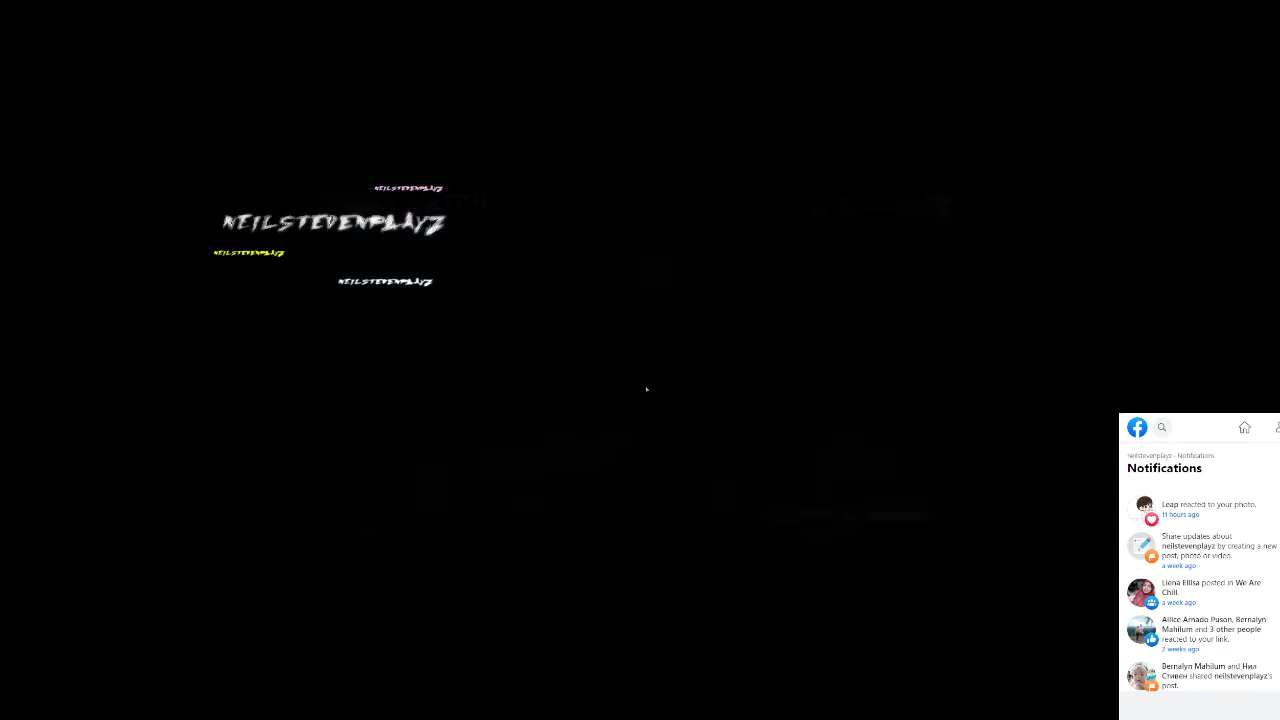 NEILSTEVENPLAYZ
NEILSTEVENPLAYZ
NEILSTEVENPLAYZ
NEILSTEVENPLAYZ
neilstevenplayz › Notifications
Notifications
Leap reacted to your photo.
11 hours ago
Share updates about
neilstevenplayz by creating a new
post, photo or video.
a week ago
Liena Ellisa posted in We Are
Chill.
a week ago
Allice Arnado Puson, Bernalyn
Mahilum and 3 other people
reacted to your link.
2 weeks ago
Bernalyn Mahilum and Нил
Стивен shared neilstevenplayz's
post.